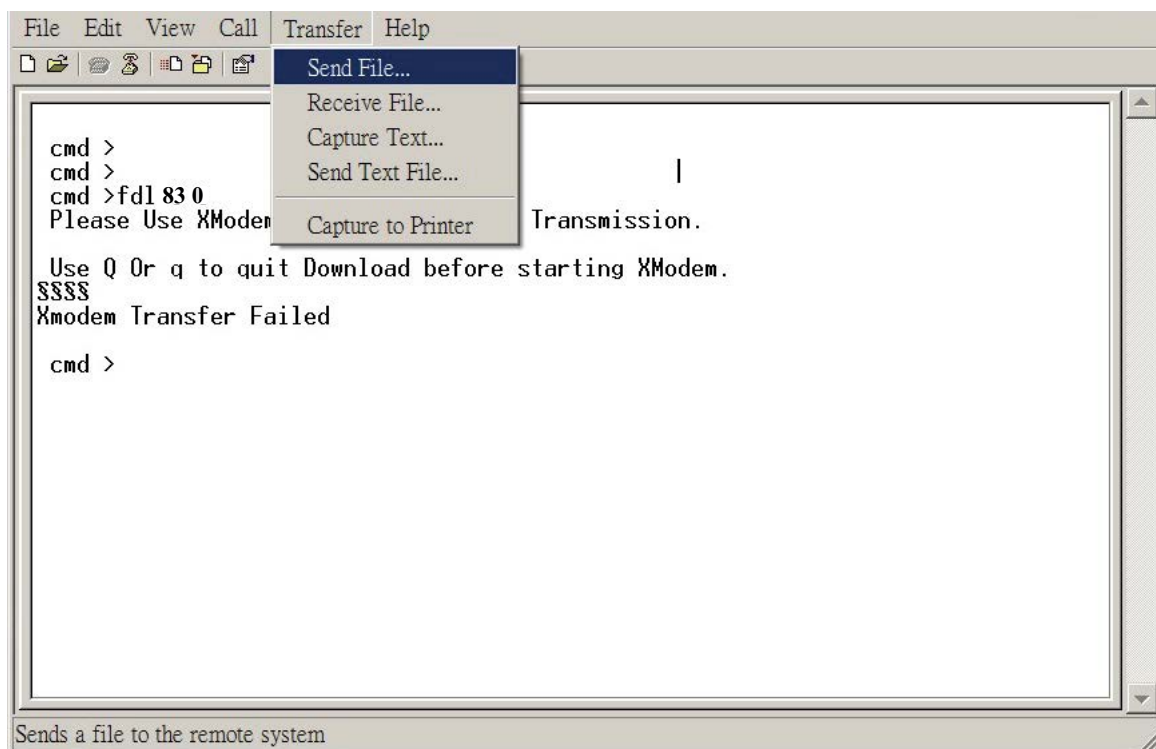 File Edit View Call Transfer Help
Send File...
Receive File...
Capture Text...
Send Text File...
Capture to Printer
cmd >
cmd >
cmd >fdl 83 0
Please Use XModem Transmission.
Use Q Or q to quit Download before starting XModem.
§§§§
Xmodem Transfer Failed
cmd >
Sends a file to the remote system